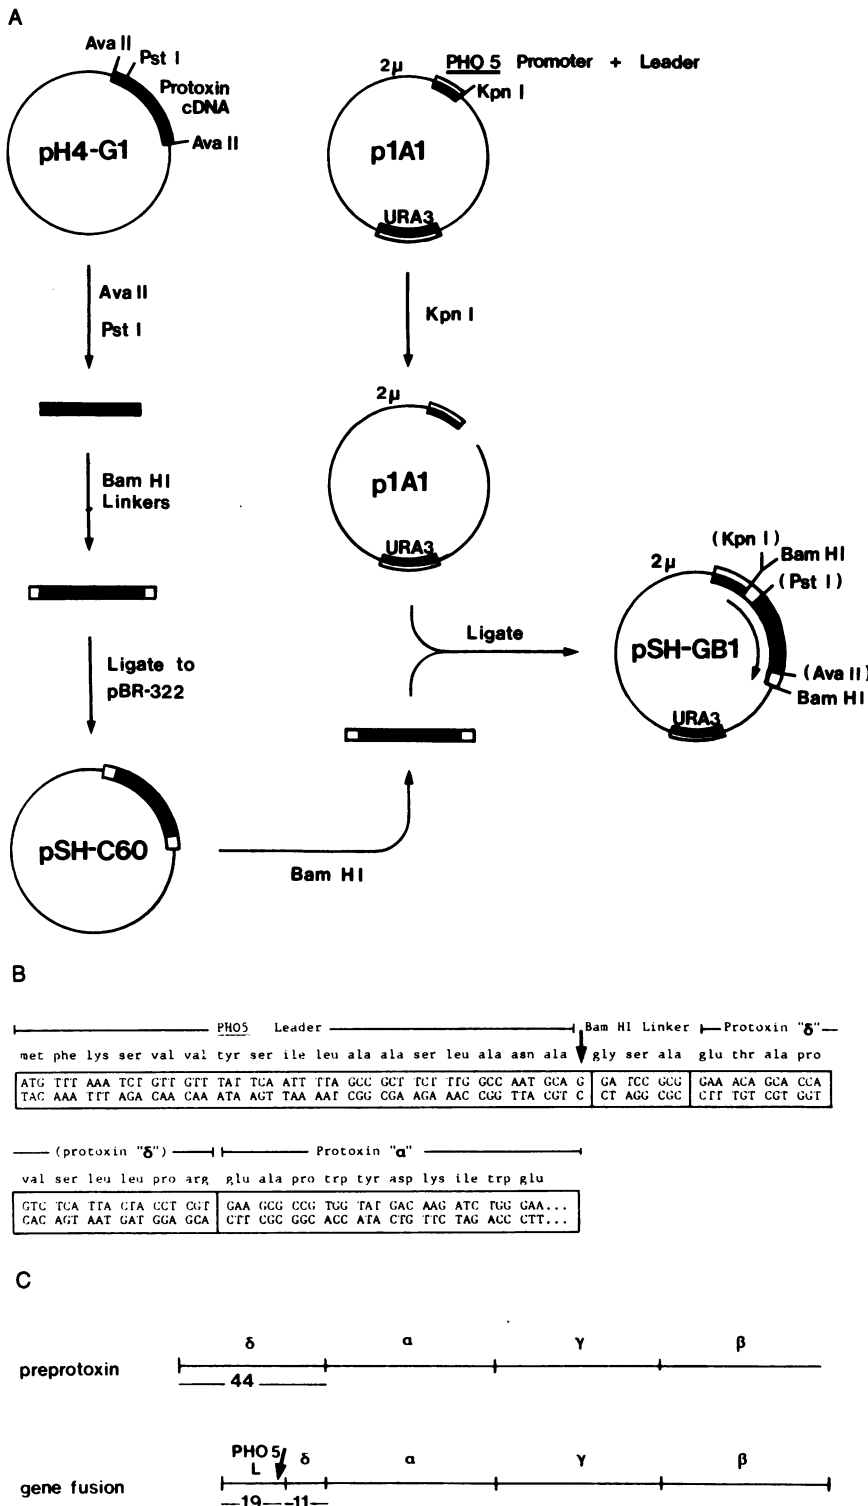 A
Ava II
Pst I
Protoxin
cDNA
Ava II
pH4-G1
2μ
PHO 5 Promoter + Leader
Kpn I
p1A1
URA3
Ava II
Pst I
Kpn I
Bam HI
Linkers
2μ
p1A1
URA3
Ligate to
pBR-322
Ligate
2μ
(Kpn I)
Bam HI
(Pst I)
pSH-GB1
(Ava II)
Bam HI
URA3
pSH-C60
Bam HI
B
PHO5 Leader
Bam HI Linker
Protoxin "δ"
met phe lys ser val val tyr ser ile leu ala ala ser leu ala asn ala gly ser ala glu thr ala pro
ATG TTT AAA TCT GTT GTT TAT TCA ATT TTA GCC GCT TCT TTG GCC AAT GCA G GA TCC GCG GAA ACA GCA CCA
TAC AAA TTT AGA CAA CAA ATA AGT TAA AAT CGG CGA AGA AAC CGG TTA CGT C CT AGG CGC CTT TGT CGT GGT
(protoxin "δ")
Protoxin "α"
val ser leu leu pro arg glu ala pro trp tyr asp lys ile trp glu
GTC TCA TTA CTA CCT CGT GAA GCG CCG TGG TAT GAC AAG ATC TGG GAA...
CAC AGT AAT GAT GGA GCA CTT CGC GGC ACC ATA CTG TTC TAG ACC CTT...
C
δ α γ β
preprotoxin
44
PHO 5
L
δ α γ β
gene fusion
19 11